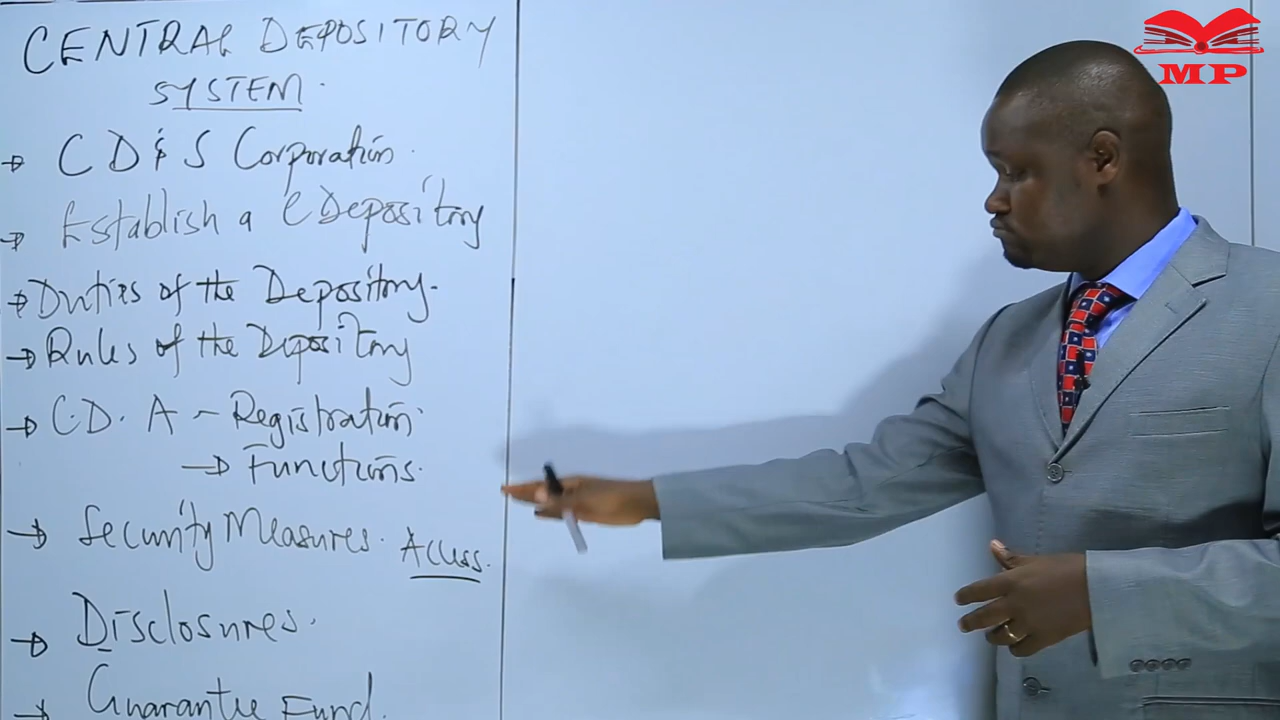 CENTRAL DEPOSITORY
SYSTEM.
→ C D & S Corporation.
→ Establish a CDepository
→ Duties of the Depository.
→ Rules of the Depository
→ C.D. A - Registration.
→ Functions.
→ Security Measures. Access.
→ Disclosures.
→ Guarantee Fund.
MP